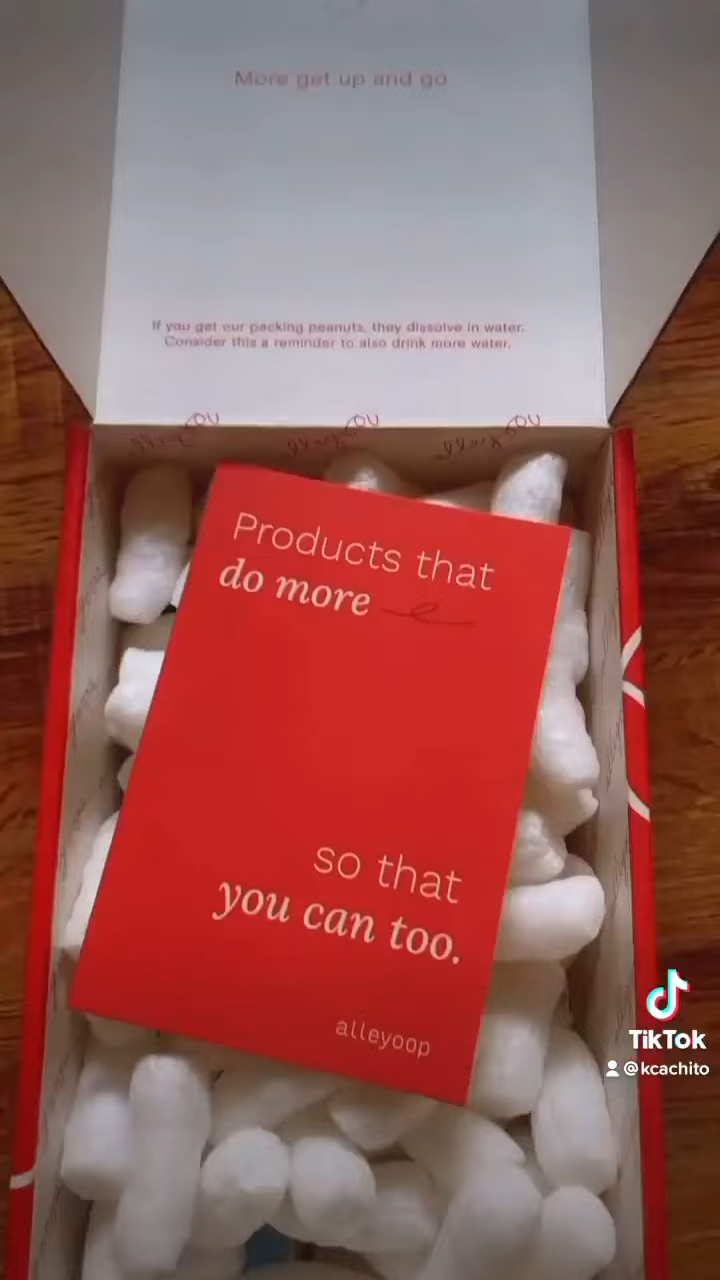 More get up and go
If you get our packing peanuts, they dissolve in water.
Consider this a reminder to also drink more water.
Products that
do more
so that
you can too.
alleyoop
TikTok
@kcachito